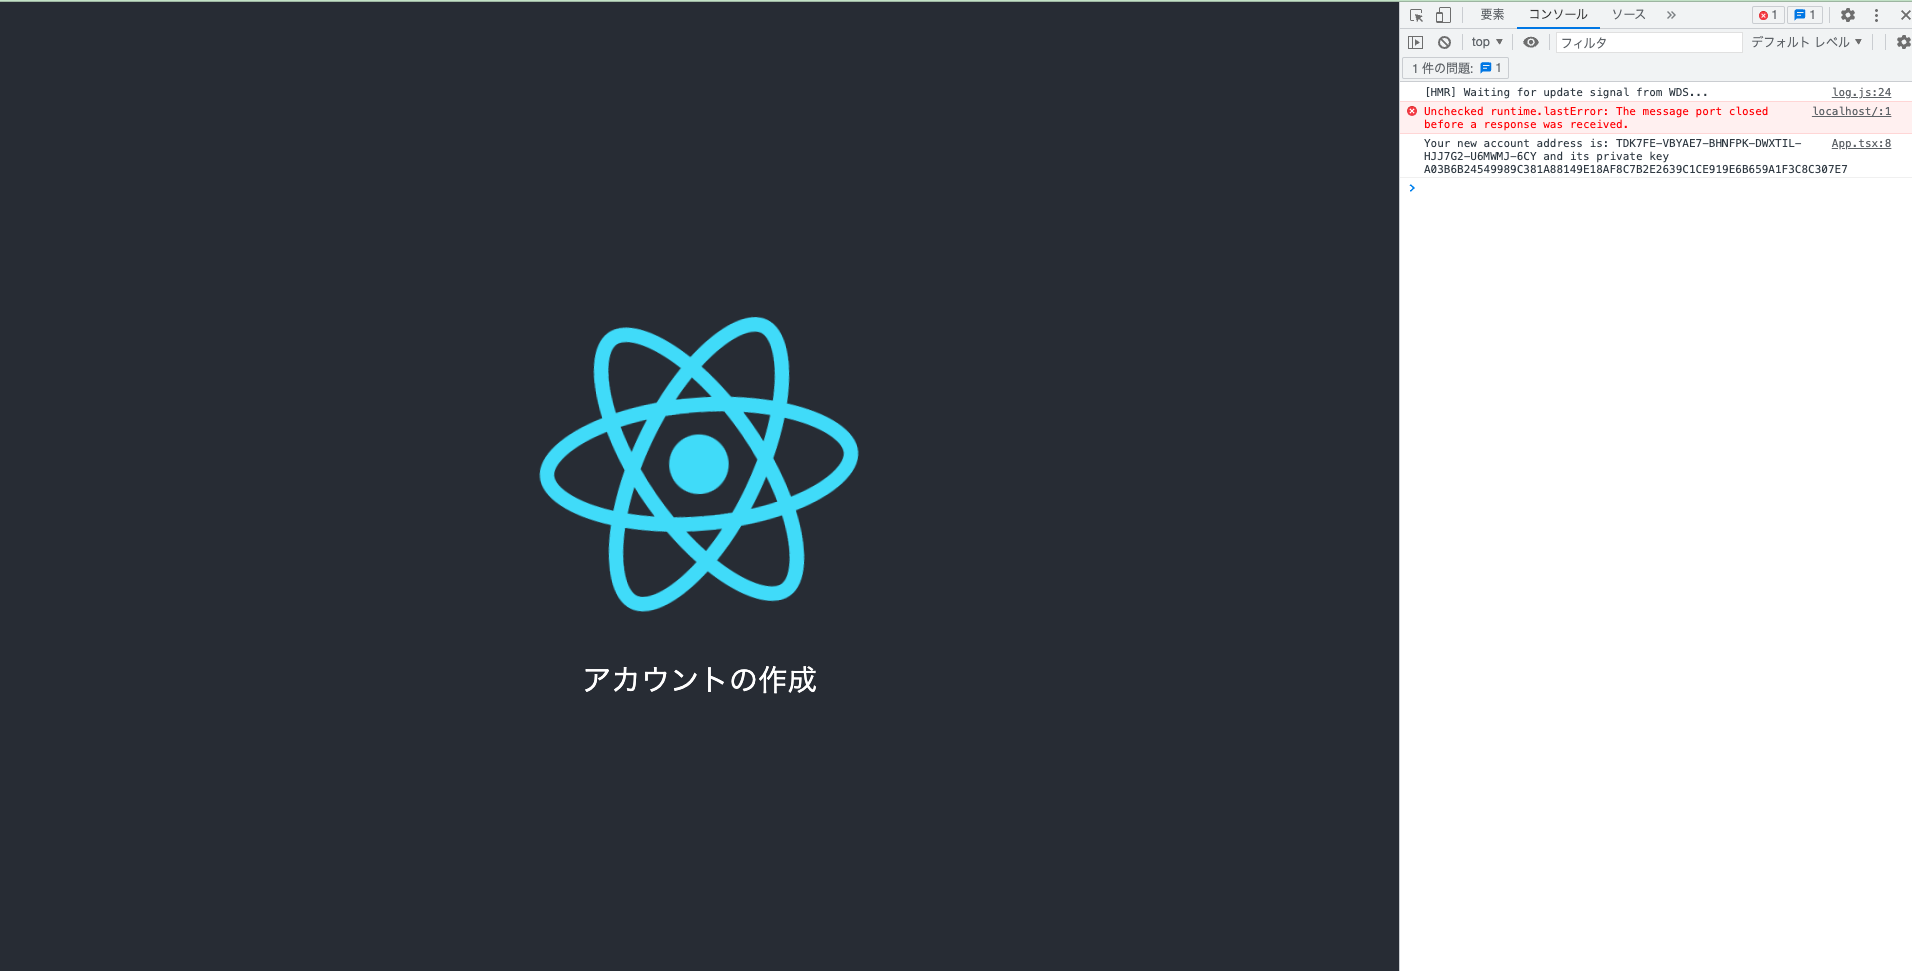 要素 コンソール ソース » 1 1
top ▼ フィルタ デフォルト レベル ▼
1 件の問題: 1
[HMR] Waiting for update signal from WDS... log.js:24
Unchecked runtime.lastError: The message port closed localhost/:1
before a response was received.
Your new account address is: TDK7FE-VBYAE7-BHNFPK-DWXTIL- App.tsx:8
HJJ7G2-U6MWMJ-6CY and its private key
A03B6B24549989C381A88149E18AF8C7B2E2639C1CE919E6B659A1F3C8C307E7
アカウントの作成